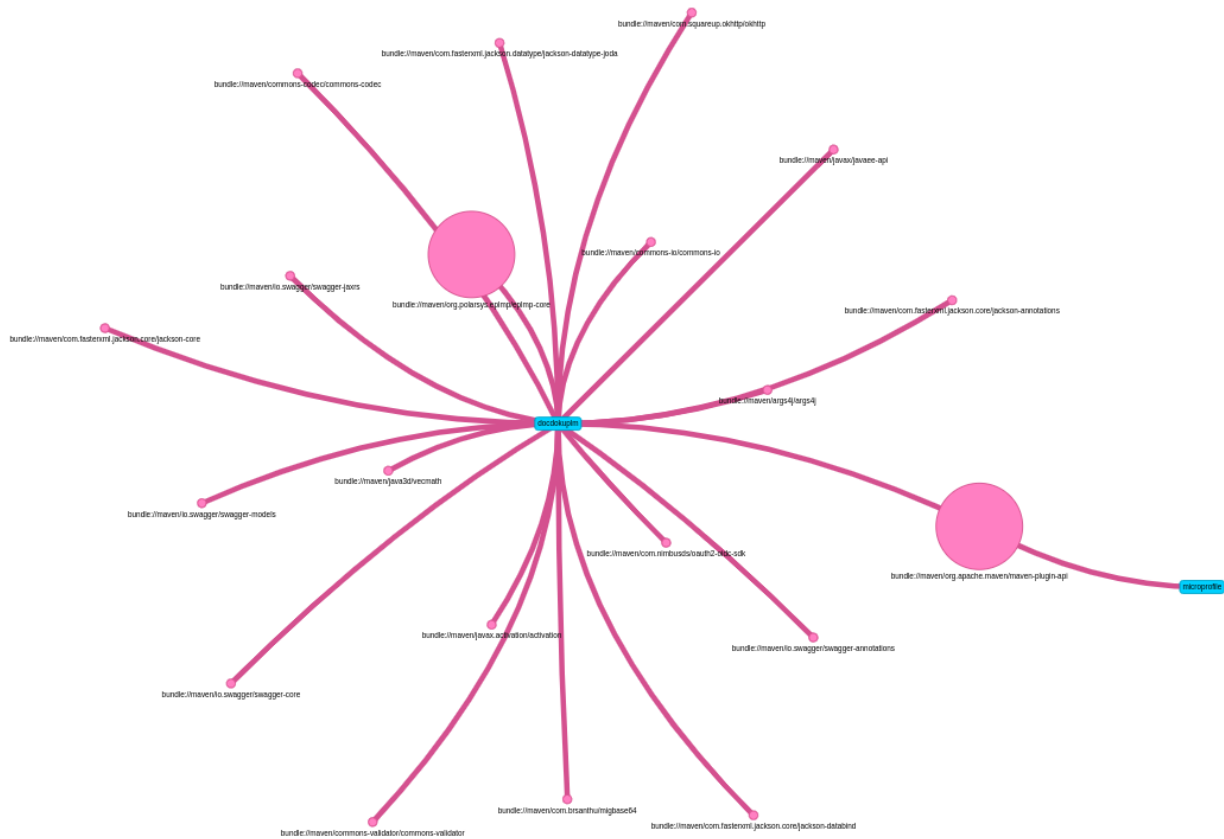 bundle://maven/com.squareup.okhttp/okhttp
bundle://maven/com.fasterxml.jackson.datatype/jackson-datatype-joda
bundle://maven/commons-codec/commons-codec
bundle://maven/javax/javaee-api
bundle://maven/commons-io/commons-io
bundle://maven/io.swagger/swagger-jaxrs
bundle://maven/org.polarsys.eplmp/eplmp-core
bundle://maven/com.fasterxml.jackson.core/jackson-annotations
bundle://maven/com.fasterxml.jackson.core/jackson-core
bundle://maven/args4j/args4j
docdokuplm
bundle://maven/java3d/vecmath
bundle://maven/io.swagger/swagger-models
bundle://maven/com.nimbusds/oauth2-oidc-sdk
bundle://maven/org.apache.maven/maven-plugin-api
microprofile
bundle://maven/javax.activation/activation
bundle://maven/io.swagger/swagger-annotations
bundle://maven/io.swagger/swagger-core
bundle://maven/com.brsanthu/migbase64
bundle://maven/com.fasterxml.jackson.core/jackson-databind
bundle://maven/commons-validator/commons-validator